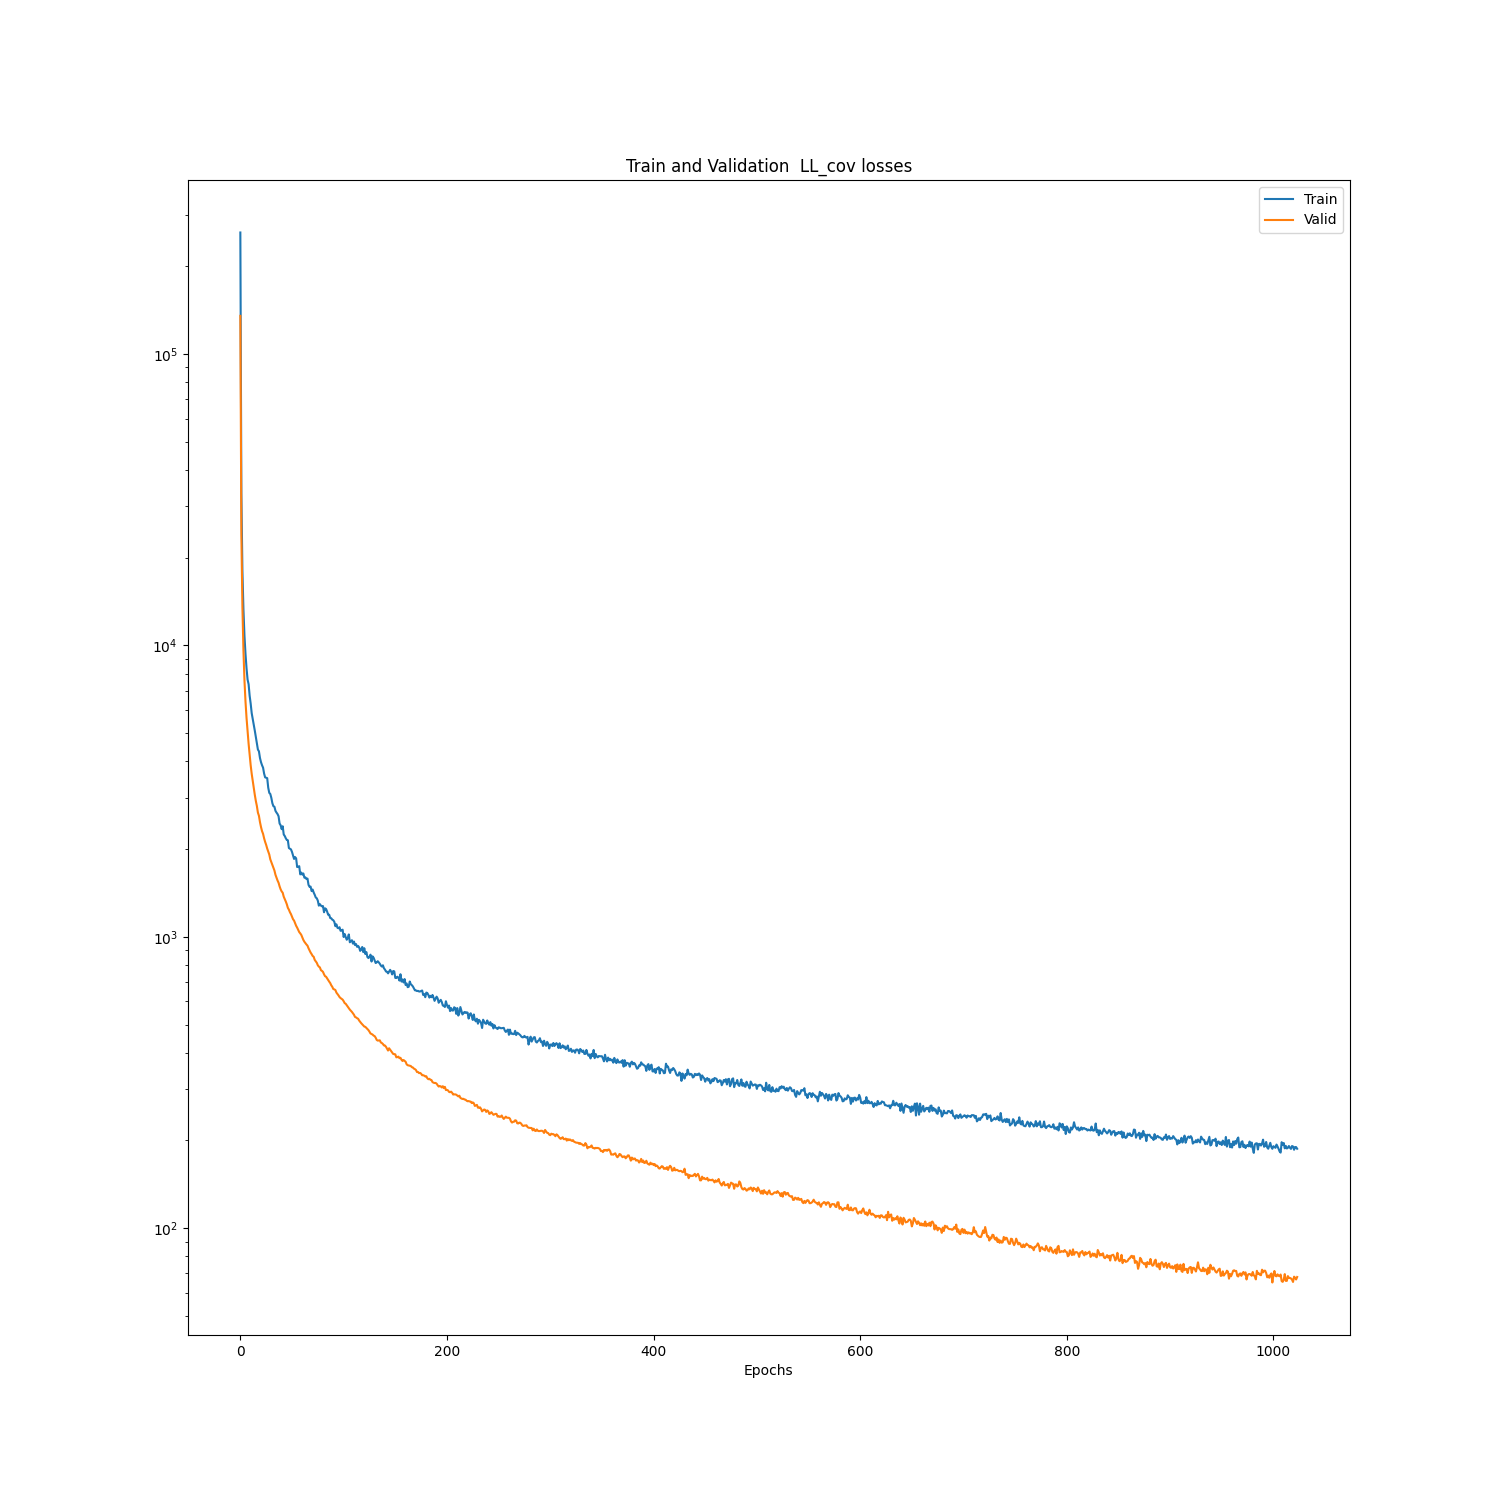 Train and Validation  LL_cov losses
Train
Valid
10⁵
10⁴
10³
10²
0 200 400 600 800 1000
Epochs